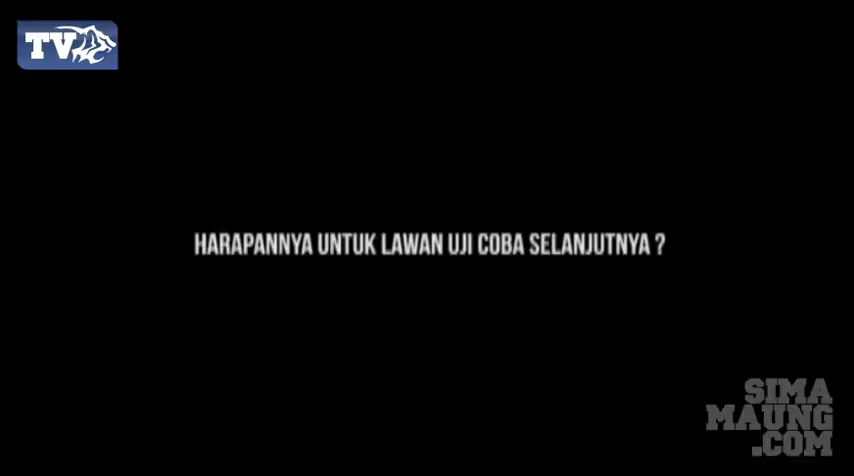 TV
HARAPANNYA UNTUK LAWAN UJI COBA SELANJUTNYA ?
SIMA
MAUNG
.COM